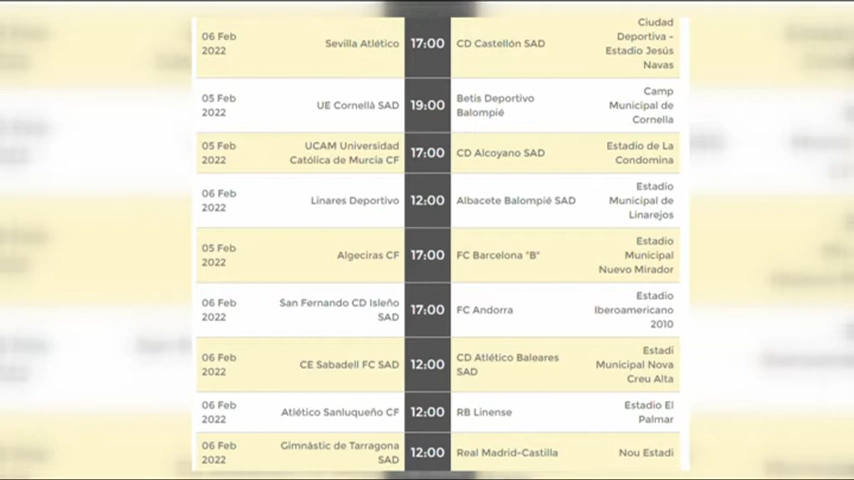 06 Feb 2022 Sevilla Atlético 17:00 CD Castellón SAD Ciudad Deportiva - Estadio Jesús Navas
05 Feb 2022 UE Cornellà SAD 19:00 Betis Deportivo Balompié Camp Municipal de Cornella
05 Feb 2022 UCAM Universidad Católica de Murcia CF 17:00 CD Alcoyano SAD Estadio de La Condomina
06 Feb 2022 Linares Deportivo 12:00 Albacete Balompié SAD Estadio Municipal de Linarejos
05 Feb 2022 Algeciras CF 17:00 FC Barcelona "B" Estadio Municipal Nuevo Mirador
06 Feb 2022 San Fernando CD Isleño SAD 17:00 FC Andorra Estadio Iberoamericano 2010
06 Feb 2022 CE Sabadell FC SAD 12:00 CD Atlético Baleares SAD Estadi Municipal Nova Creu Alta
06 Feb 2022 Atlético Sanluqueño CF 12:00 RB Linense Estadio El Palmar
06 Feb 2022 Gimnàstic de Tarragona SAD 12:00 Real Madrid-Castilla Nou Estadi